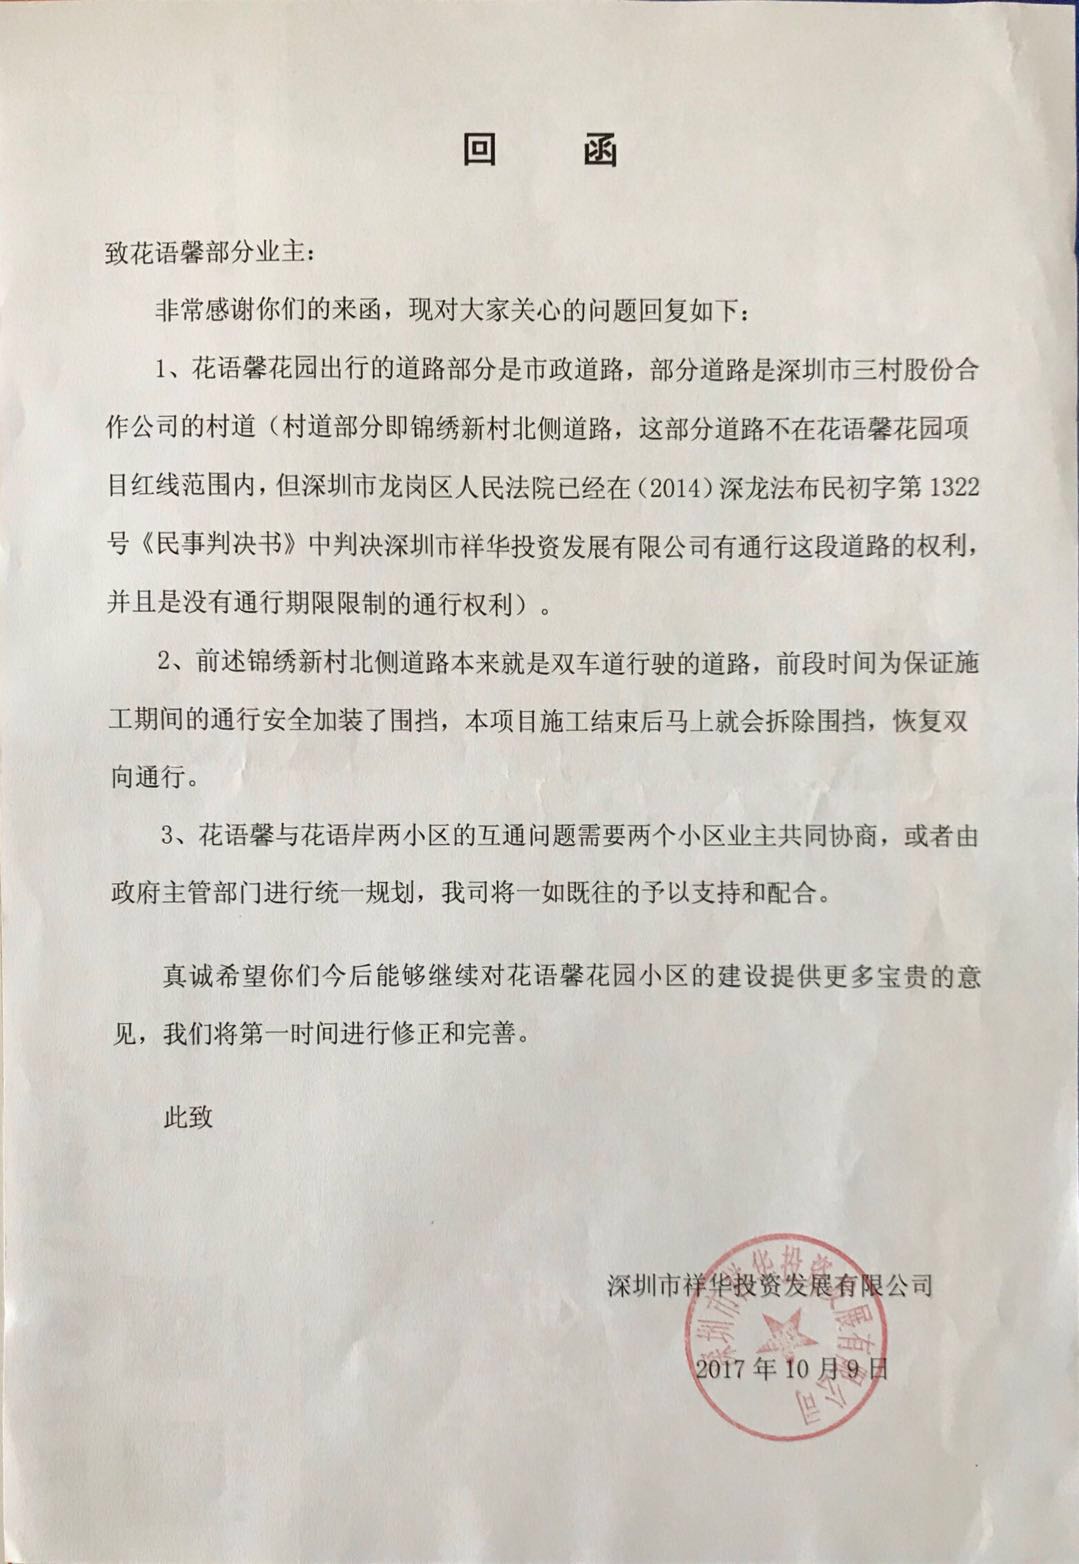 回 函
致花语馨部分业主：
非常感谢你们的来函，现对大家关心的问题回复如下：
1、花语馨花园出行的道路部分是市政道路，部分道路是深圳市三村股份合
作公司的村道（村道部分即锦绣新村北侧道路，这部分道路不在花语馨花园项
目红线范围内，但深圳市龙岗区人民法院已经在（2014）深龙法布民初字第 1322
号《民事判决书》中判决深圳市祥华投资发展有限公司有通行这段道路的权利，
并且是没有通行期限限制的通行权利）。
2、前述锦绣新村北侧道路本来就是双车道行驶的道路，前段时间为保证施
工期间的通行安全加装了围挡，本项目施工结束后马上就会拆除围挡，恢复双
向通行。
3、花语馨与花语岸两小区的互通问题需要两个小区业主共同协商，或者由
政府主管部门进行统一规划，我司将一如既往的予以支持和配合。
真诚希望你们今后能够继续对花语馨花园小区的建设提供更多宝贵的意
见，我们将第一时间进行修正和完善。
此致
深圳市祥华投资发展有限公司
2017 年 10 月 9 日
深圳市祥华投资发展有限公司